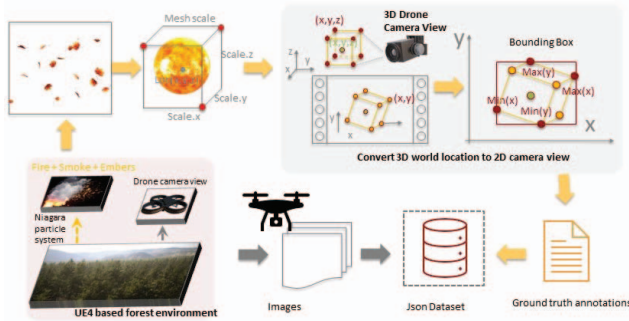 Mesh scale
Scale.z
Scale.y
Scale.x
(x,y,z)
(x,y,z)
3D Drone
Camera View
z
y
x
(x,y)
y
x
Y
Bounding Box
Max(y)
Max(x)
Min(x)
Min(y)
X
Convert 3D world location to 2D camera view
Fire + Smoke + Embers
Drone camera view
Niagara
particle
system
UE4 based forest environment
Images
Json Dataset
Ground truth annotations